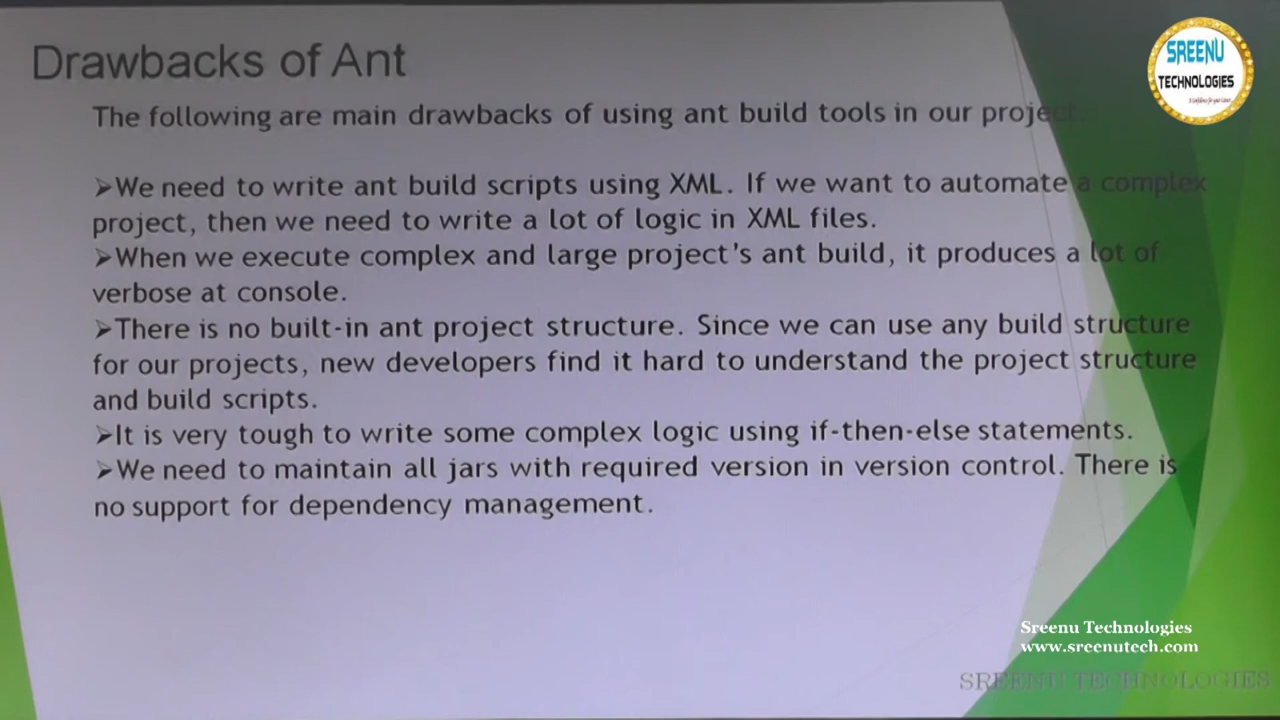 Drawbacks of Ant
SREENU
TECHNOLOGIES
The following are main drawbacks of using ant build tools in our project.
➢We need to write ant build scripts using XML. If we want to automate a complex
project, then we need to write a lot of logic in XML files.
➢When we execute complex and large project's ant build, it produces a lot of
verbose at console.
➢There is no built-in ant project structure. Since we can use any build structure
for our projects, new developers find it hard to understand the project structure
and build scripts.
➢It is very tough to write some complex logic using if-then-else statements.
➢We need to maintain all jars with required version in version control. There is
no support for dependency management.
Sreenu Technologies
www.sreenutech.com
SREENU TECHNOLOGIES